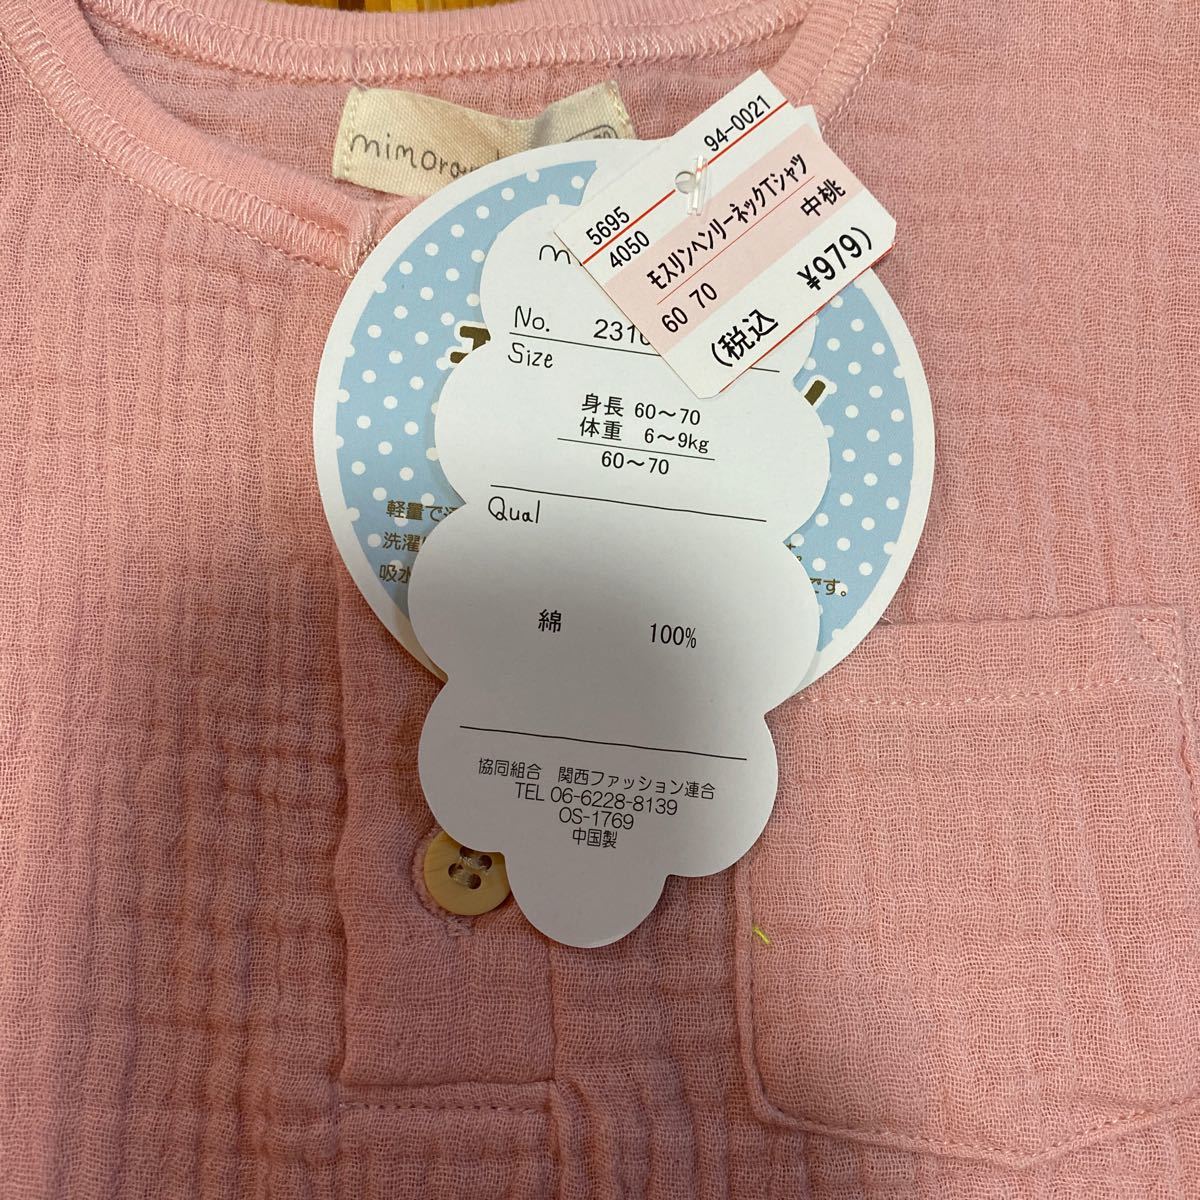 94-0021
5695
4050
モスリンヘンリーネックTシャツ
中桃
60 70
¥979)
(税込
No. 2310
Size
身長 60～70
体重 6～9kg
60～70
Qual
綿 100%
協同組合 関西ファッション連合
TEL 06-6228-8139
OS-1769
中国製
軽量で
洗濯
吸水
です。